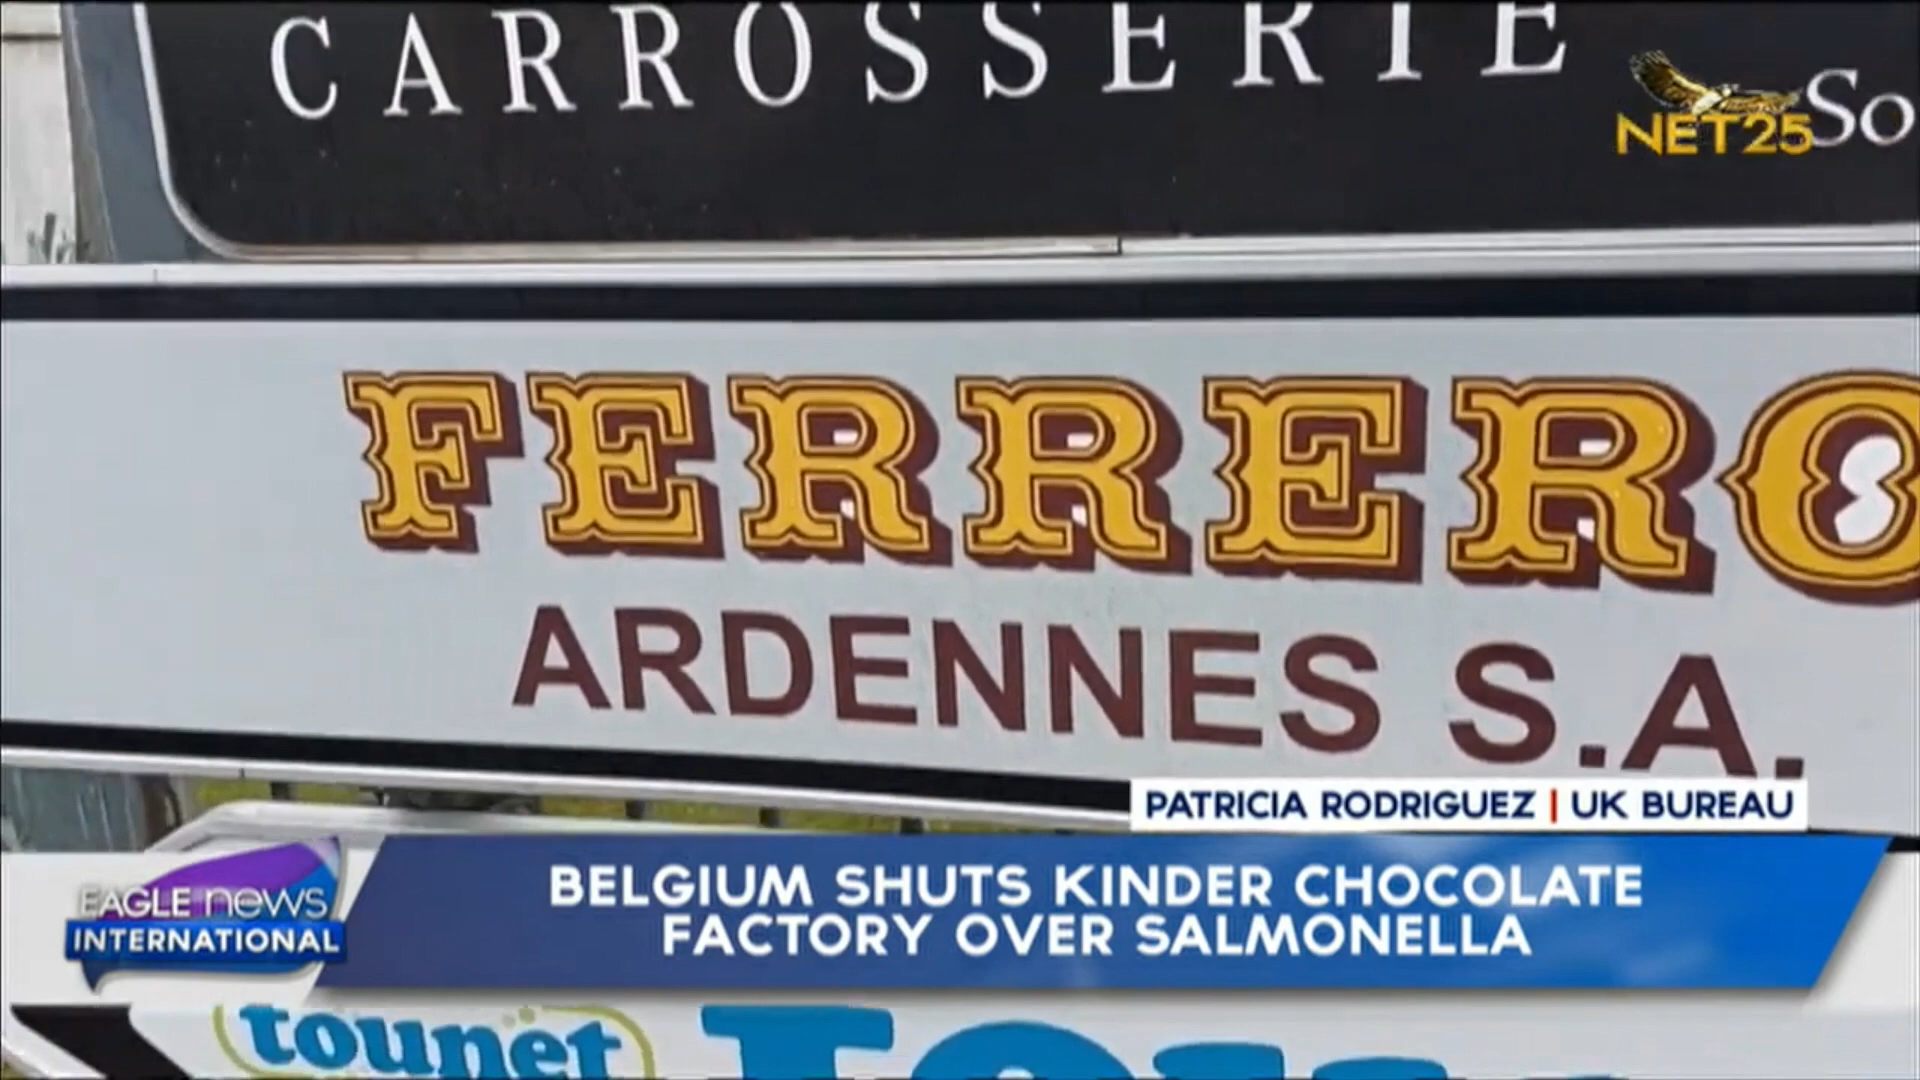 CARROSSERIE
So
NET25
FERRERO
ARDENNES S.A.
PATRICIA RODRIGUEZ | UK BUREAU
BELGIUM SHUTS KINDER CHOCOLATE
FACTORY OVER SALMONELLA
EAGLE news
INTERNATIONAL
tounet